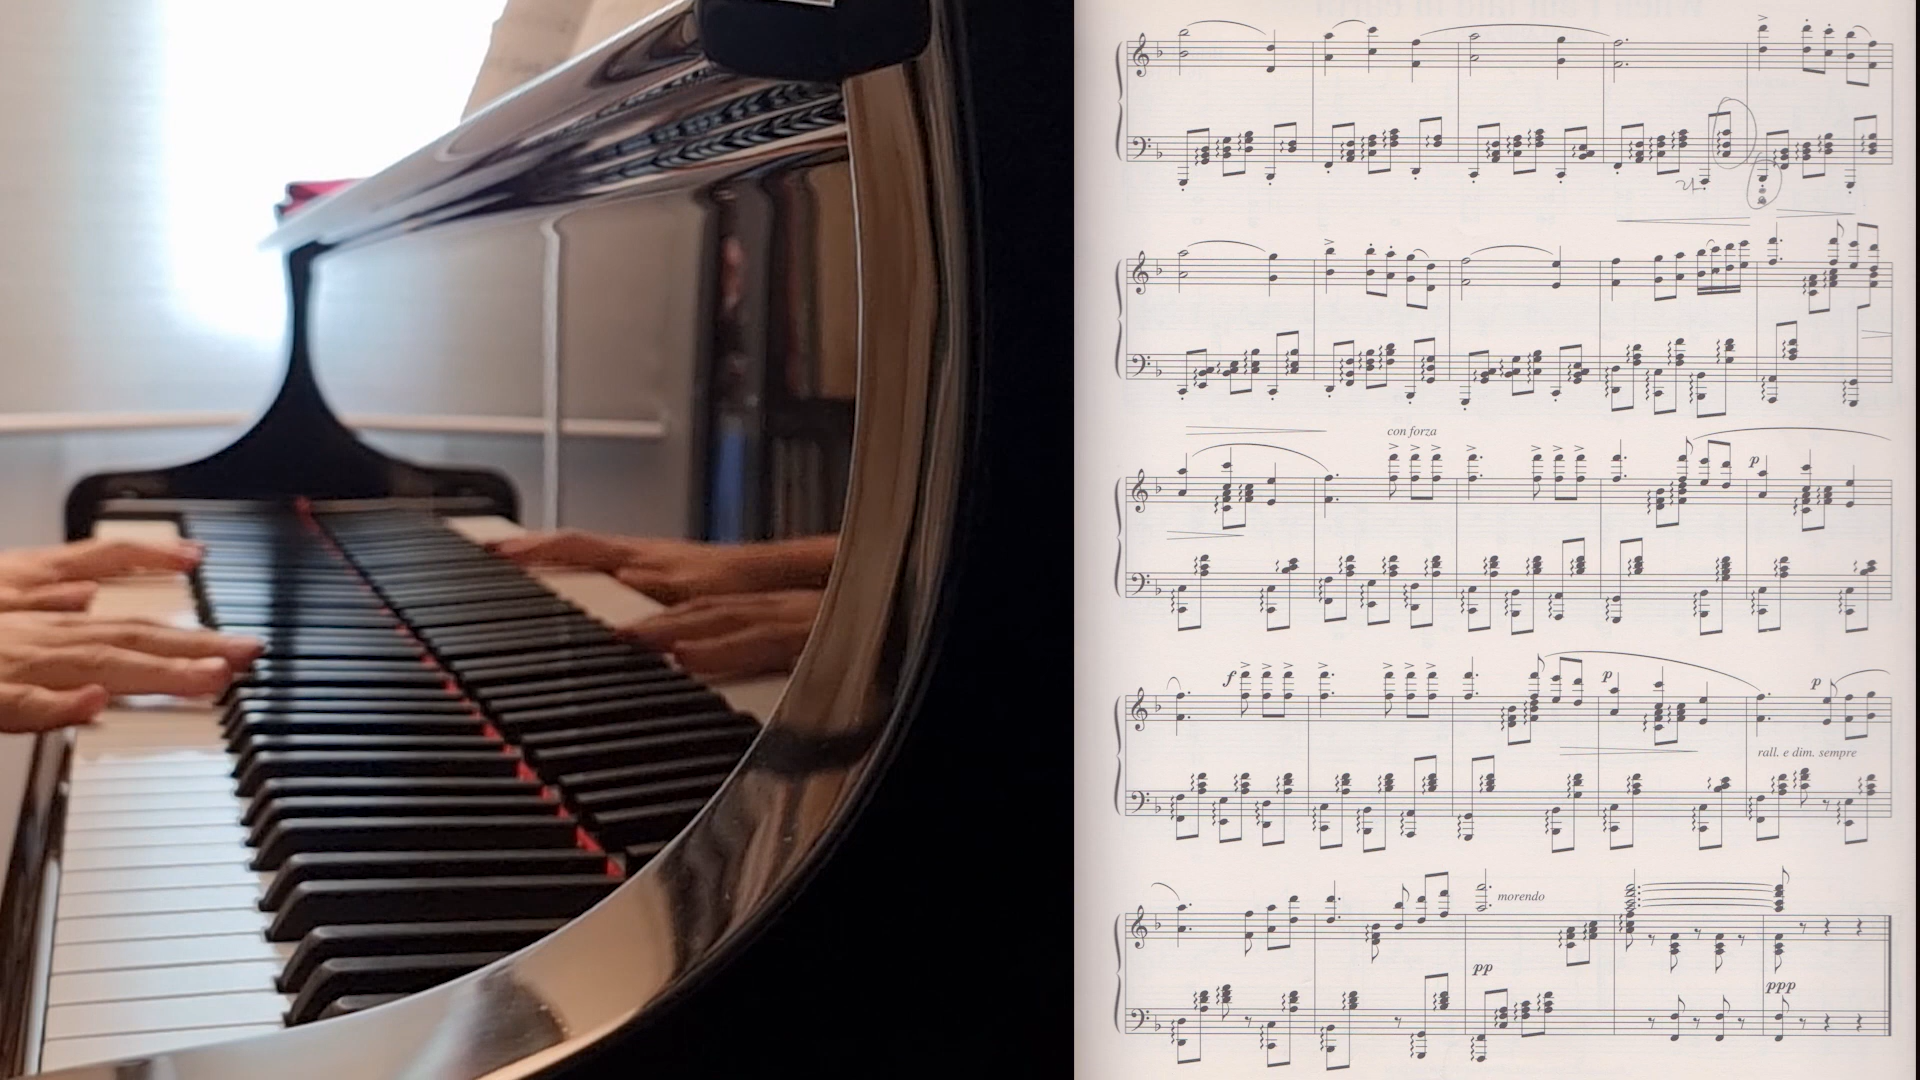 con forza
p
f
p
p
rall. e dim. sempre
morendo
pp
ppp